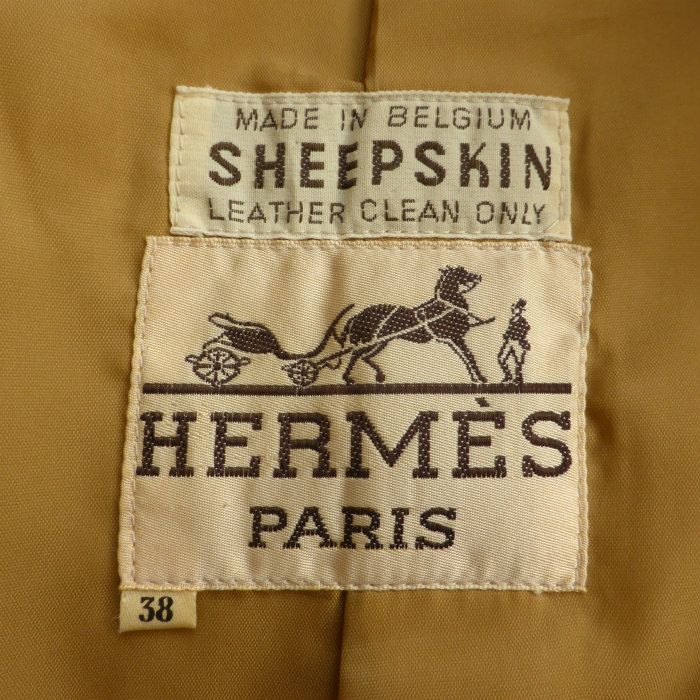 MADE IN BELGIUM
SHEEPSKIN
LEATHER CLEAN ONLY
HERMÈS
PARIS
38